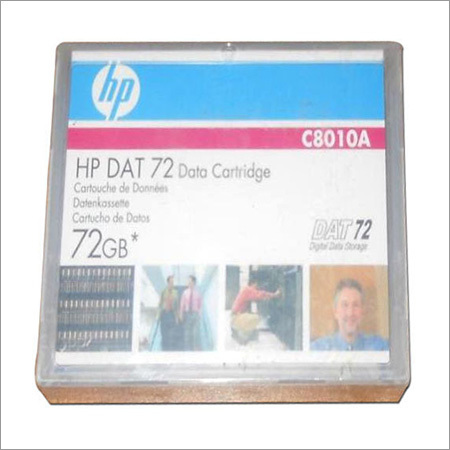 hp
C8010A
HP DAT 72 Data Cartridge
Cartouche de Données
Datenkassette
Cartucho de Datos
72GB*
DAT 72
Digital Data Storage